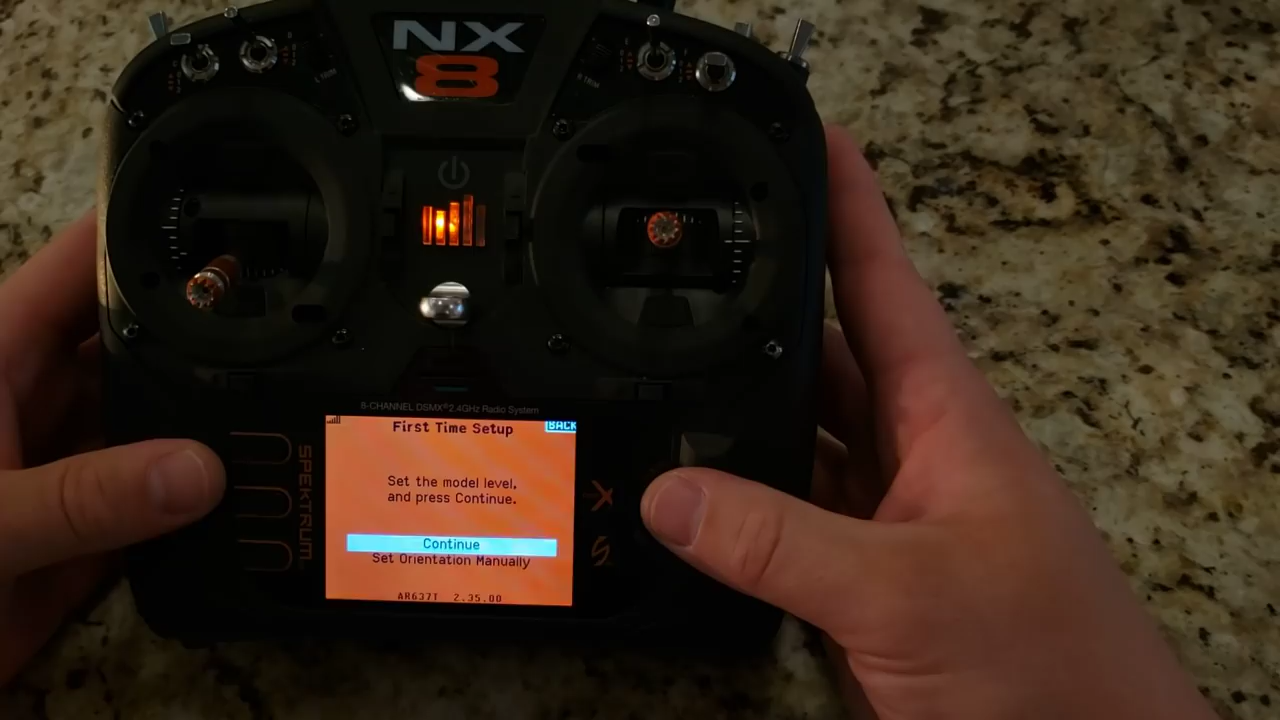 NX
8
8-CHANNEL DSMX® 2.4GHz Radio System
First Time Setup
BACK
Set the model level,
and press Continue.
Continue
Set Orientation Manually
AR637T 2.35.00
SPEKTRUM